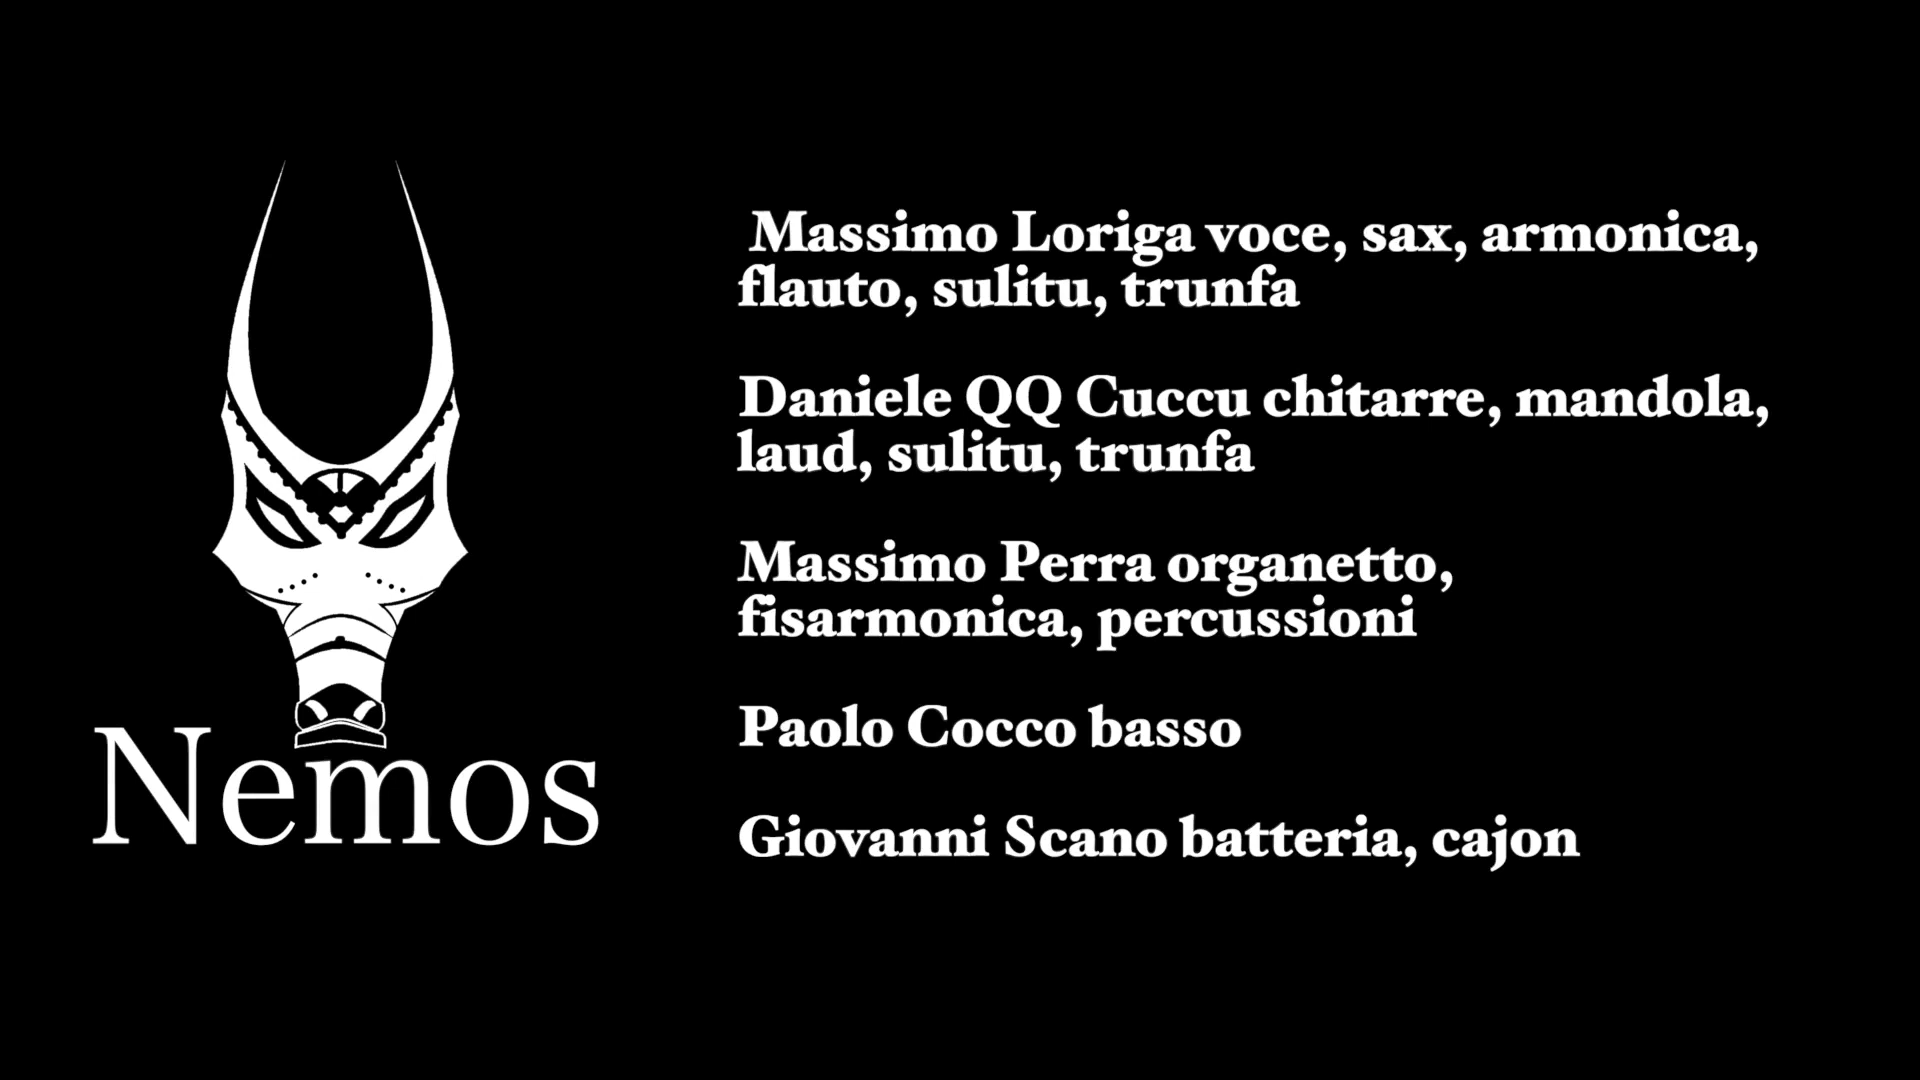 Nemos
Massimo Loriga voce, sax, armonica,
flauto, sulitu, trunfa
Daniele QQ Cuccu chitarre, mandola,
laud, sulitu, trunfa
Massimo Perra organetto,
fisarmonica, percussioni
Paolo Cocco basso
Giovanni Scano batteria, cajon